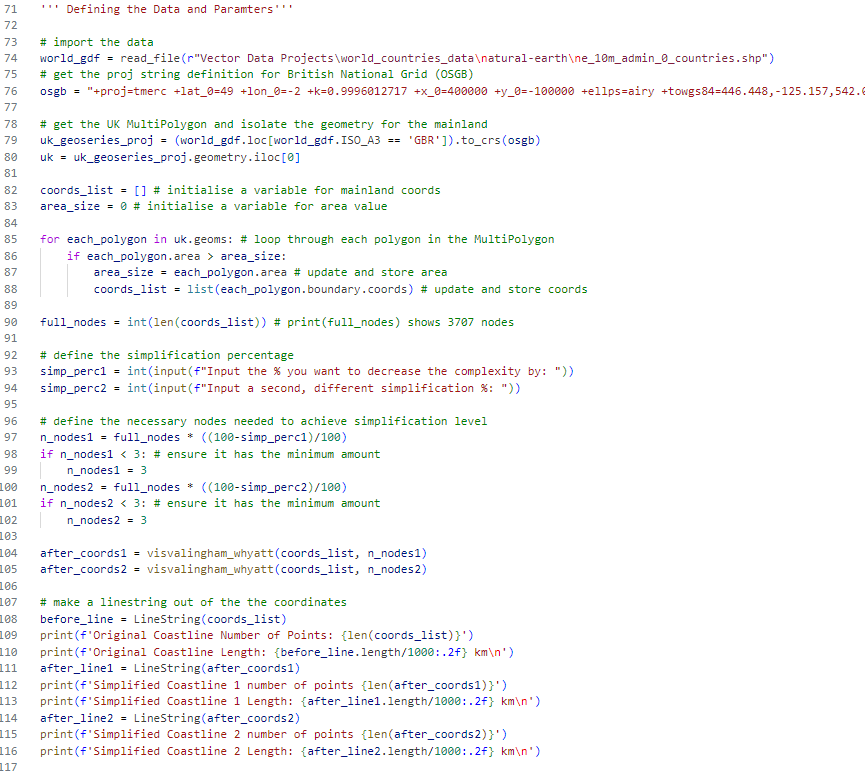 71 ''' Defining the Data and Paramters'''
72
73 # import the data
74 world_gdf = read_file(r"Vector Data Projects\world_countries_data\natural-earth\ne_10m_admin_0_countries.shp")
75 # get the proj string definition for British National Grid (OSGB)
76 osgb = "+proj=tmerc +lat_0=49 +lon_0=-2 +k=0.9996012717 +x_0=400000 +y_0=-100000 +ellps=airy +towgs84=446.448,-125.157,542.0
77
78 # get the UK MultiPolygon and isolate the geometry for the mainland
79 uk_geoseries_proj = (world_gdf.loc[world_gdf.ISO_A3 == 'GBR']).to_crs(osgb)
80 uk = uk_geoseries_proj.geometry.iloc[0]
81
82 coords_list = [] # initialise a variable for mainland coords
83 area_size = 0 # initialise a variable for area value
84
85 for each_polygon in uk.geoms: # loop through each polygon in the MultiPolygon
86     if each_polygon.area > area_size:
87         area_size = each_polygon.area # update and store area
88         coords_list = list(each_polygon.boundary.coords) # update and store coords
89
90 full_nodes = int(len(coords_list)) # print(full_nodes) shows 3707 nodes
91
92 # define the simplification percentage
93 simp_perc1 = int(input(f"Input the % you want to decrease the complexity by: "))
94 simp_perc2 = int(input(f"Input a second, different simplification %: "))
95
96 # define the necessary nodes needed to achieve simplification level
97 n_nodes1 = full_nodes * ((100-simp_perc1)/100)
98 if n_nodes1 < 3: # ensure it has the minimum amount
99     n_nodes1 = 3
100 n_nodes2 = full_nodes * ((100-simp_perc2)/100)
101 if n_nodes2 < 3: # ensure it has the minimum amount
102     n_nodes2 = 3
103
104 after_coords1 = visvalingham_whyatt(coords_list, n_nodes1)
105 after_coords2 = visvalingham_whyatt(coords_list, n_nodes2)
106
107 # make a linestring out of the the coordinates
108 before_line = LineString(coords_list)
109 print(f'Original Coastline Number of Points: {len(coords_list)}')
110 print(f'Original Coastline Length: {before_line.length/1000:.2f} km\n')
111 after_line1 = LineString(after_coords1)
112 print(f'Simplified Coastline 1 number of points {len(after_coords1)}')
113 print(f'Simplified Coastline 1 Length: {after_line1.length/1000:.2f} km\n')
114 after_line2 = LineString(after_coords2)
115 print(f'Simplified Coastline 2 number of points {len(after_coords2)}')
116 print(f'Simplified Coastline 2 Length: {after_line2.length/1000:.2f} km\n')
117